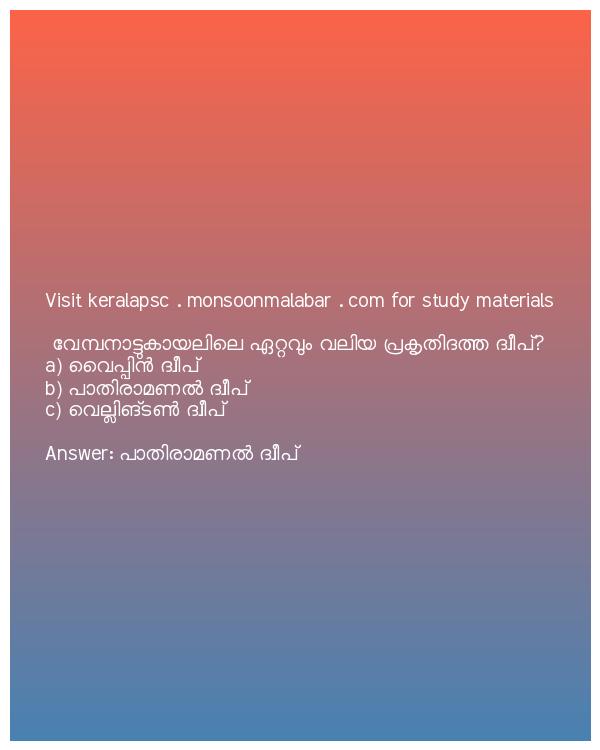 Visit keralapsc . monsoonmalabar . com for study materials
വേമ്പനാട്ടുകായലിലെ ഏറ്റവും വലിയ പ്രകൃതിദത്ത ദ്വീപ്?
a) വൈപ്പിൻ ദ്വീപ്
b) പാതിരാമണൽ ദ്വീപ്
c) വെല്ലിങ്ടൺ ദ്വീപ്
Answer: പാതിരാമണൽ ദ്വീപ്